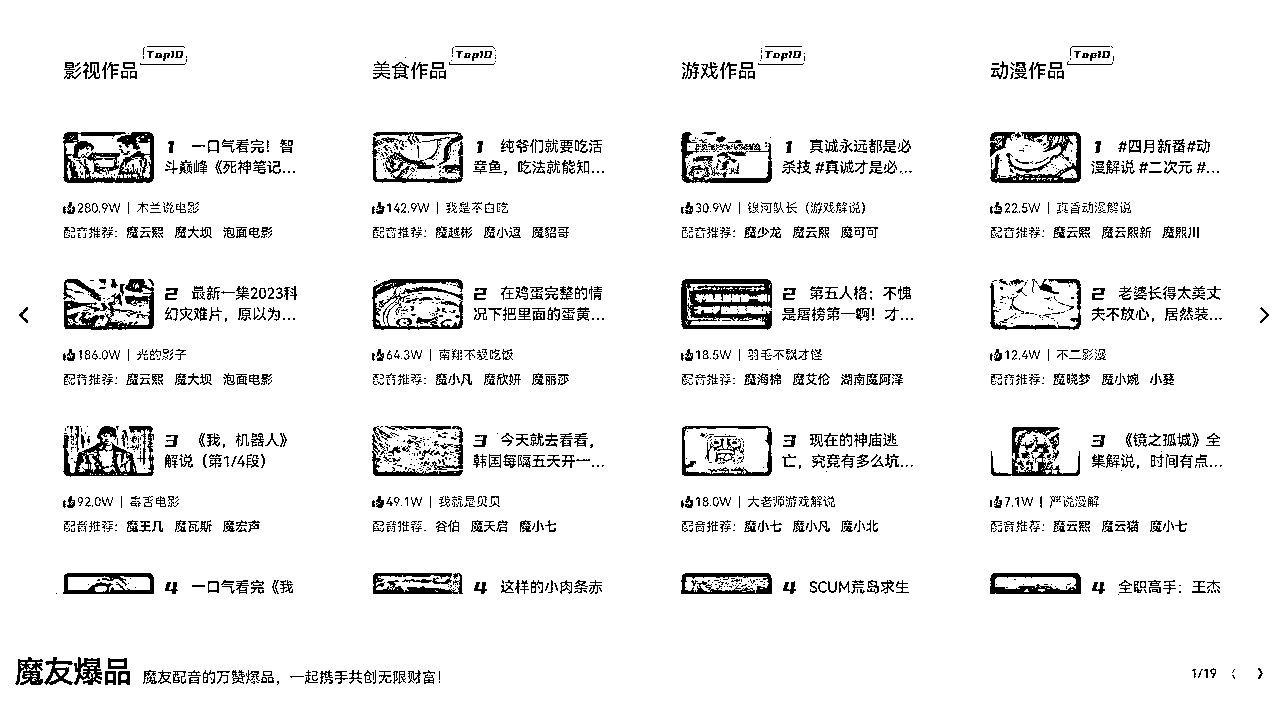 影视作品 Top10
1 一口气看完！智
斗巅峰《死神笔记...
280.9W | 木兰说电影
配音推荐: 魔云熙 魔大坝 泡面电影
2 最新一集2023科
幻灾难片，原以为...
186.0W | 光的影子
配音推荐: 魔云熙 魔大坝 泡面电影
3 《我，机器人》
解说（第1/4段）
92.0W | 毒舌电影
配音推荐: 魔王几 魔瓦斯 魔宏声
4 一口气看完《我
美食作品 Top10
1 纯爷们就要吃活
章鱼，吃法就能知...
142.9W | 我是不白吃
配音推荐: 魔越彬 魔小逗 魔貂哥
2 在鸡蛋完整的情
况下把里面的蛋黄...
64.3W | 南翔不爱吃饭
配音推荐: 魔小凡 魔欣妍 魔丽莎
3 今天就去看看，
韩国每隔五天开一...
49.1W | 我就是贝贝
配音推荐: 谷伯 魔天启 魔小七
4 这样的小肉条赤
游戏作品 Top10
1 真诚永远都是必
杀技 #真诚才是必...
30.9W | 银河队长（游戏解说）
配音推荐: 魔少龙 魔云熙 魔可可
2 第五人格：不愧
是屠榜第一啊！才...
18.5W | 羽毛不飘才怪
配音推荐: 魔海棉 魔艾伦 湖南魔阿泽
3 现在的神庙逃
亡，究竟有多么坑...
18.0W | 大老师游戏解说
配音推荐: 魔小七 魔小凡 魔小北
4 SCUM荒岛求生
动漫作品 Top10
1 #四月新番#动
漫解说 #二次元 #...
22.5W | 真香动漫解说
配音推荐: 魔云熙 魔云熙新 魔熙川
2 老婆长得太美丈
夫不放心，居然装...
12.4W | 不二影漫
配音推荐: 魔晓梦 魔小婉 小婺
3 《镜之孤城》全
集解说，时间有点...
7.1W | 严说漫解
配音推荐: 魔云熙 魔云猫 魔小七
4 全职高手：王杰
魔友爆品 魔友配音的万赞爆品，一起携手共创无限财富！
1/19